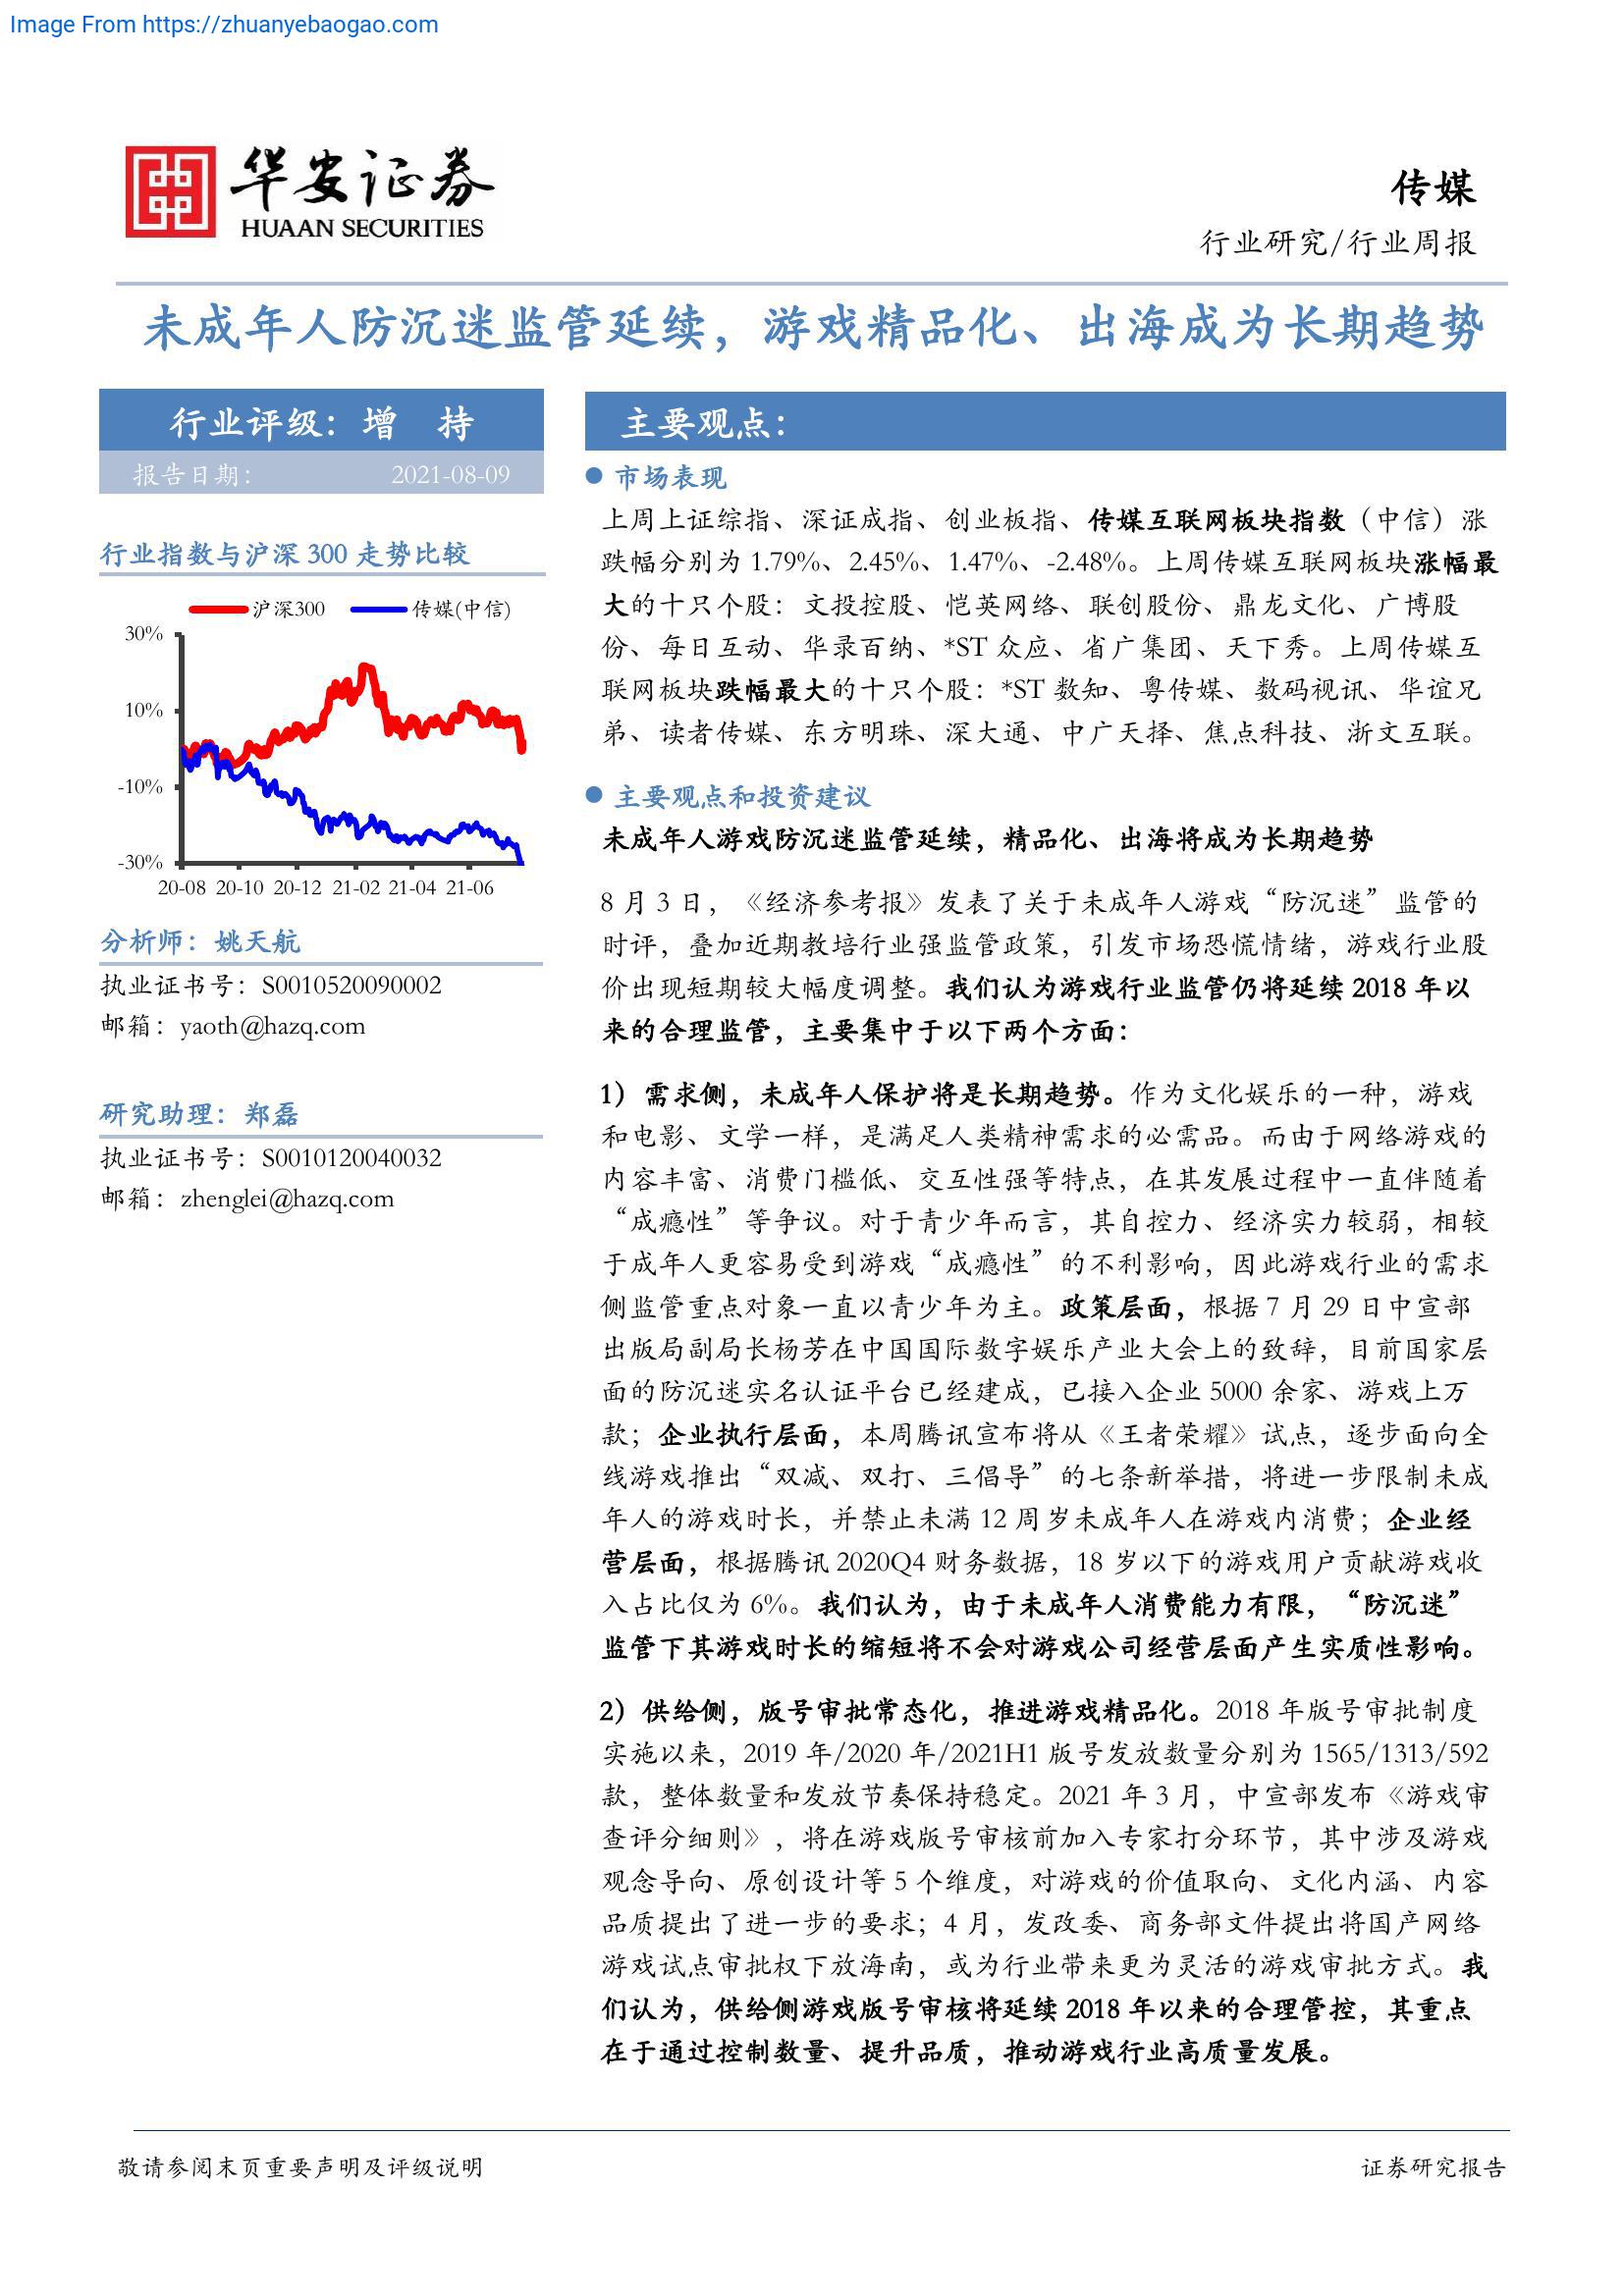 Image From https://zhuanyebaogao.com
华安证券
HUAAN SECURITIES
传媒
行业研究/行业周报
未成年人防沉迷监管延续，游戏精品化、出海成为长期趋势
行业评级：增 持
报告日期： 2021-08-09
行业指数与沪深 300 走势比较
沪深300 传媒(中信)
30%
10%
-10%
-30%
20-08 20-10 20-12 21-02 21-04 21-06
分析师：姚天航
执业证书号：S0010520090002
邮箱：yaoth@hazq.com
研究助理：郑磊
执业证书号：S0010120040032
邮箱：zhenglei@hazq.com
主要观点：
● 市场表现
上周上证综指、深证成指、创业板指、传媒互联网板块指数（中信）涨
跌幅分别为 1.79%、2.45%、1.47%、-2.48%。上周传媒互联网板块涨幅最
大的十只个股：文投控股、恺英网络、联创股份、鼎龙文化、广博股
份、每日互动、华录百纳、*ST 众应、省广集团、天下秀。上周传媒互
联网板块跌幅最大的十只个股：*ST 数知、粤传媒、数码视讯、华谊兄
弟、读者传媒、东方明珠、深大通、中广天择、焦点科技、浙文互联。
● 主要观点和投资建议
未成年人游戏防沉迷监管延续，精品化、出海将成为长期趋势
8 月 3 日，《经济参考报》发表了关于未成年人游戏“防沉迷”监管的
时评，叠加近期教培行业强监管政策，引发市场恐慌情绪，游戏行业股
价出现短期较大幅度调整。我们认为游戏行业监管仍将延续 2018 年以
来的合理监管，主要集中于以下两个方面：
1）需求侧，未成年人保护将是长期趋势。作为文化娱乐的一种，游戏
和电影、文学一样，是满足人类精神需求的必需品。而由于网络游戏的
内容丰富、消费门槛低、交互性强等特点，在其发展过程中一直伴随着
“成瘾性”等争议。对于青少年而言，其自控力、经济实力较弱，相较
于成年人更容易受到游戏“成瘾性”的不利影响，因此游戏行业的需求
侧监管重点对象一直以青少年为主。政策层面，根据 7 月 29 日中宣部
出版局副局长杨芳在中国国际数字娱乐产业大会上的致辞，目前国家层
面的防沉迷实名认证平台已经建成，已接入企业 5000 余家、游戏上万
款；企业执行层面，本周腾讯宣布将从《王者荣耀》试点，逐步面向全
线游戏推出“双减、双打、三倡导”的七条新举措，将进一步限制未成
年人的游戏时长，并禁止未满 12 周岁未成年人在游戏内消费；企业经
营层面，根据腾讯 2020Q4 财务数据，18 岁以下的游戏用户贡献游戏收
入占比仅为 6%。我们认为，由于未成年人消费能力有限，“防沉迷”
监管下其游戏时长的缩短将不会对游戏公司经营层面产生实质性影响。
2）供给侧，版号审批常态化，推进游戏精品化。2018 年版号审批制度
实施以来，2019 年/2020 年/2021H1 版号发放数量分别为 1565/1313/592
款，整体数量和发放节奏保持稳定。2021 年 3 月，中宣部发布《游戏审
查评分细则》，将在游戏版号审核前加入专家打分环节，其中涉及游戏
观念导向、原创设计等 5 个维度，对游戏的价值取向、文化内涵、内容
品质提出了进一步的要求；4 月，发改委、商务部文件提出将国产网络
游戏试点审批权下放海南，或为行业带来更为灵活的游戏审批方式。我
们认为，供给侧游戏版号审核将延续 2018 年以来的合理管控，其重点
在于通过控制数量、提升品质，推动游戏行业高质量发展。
敬请参阅末页重要声明及评级说明
证券研究报告